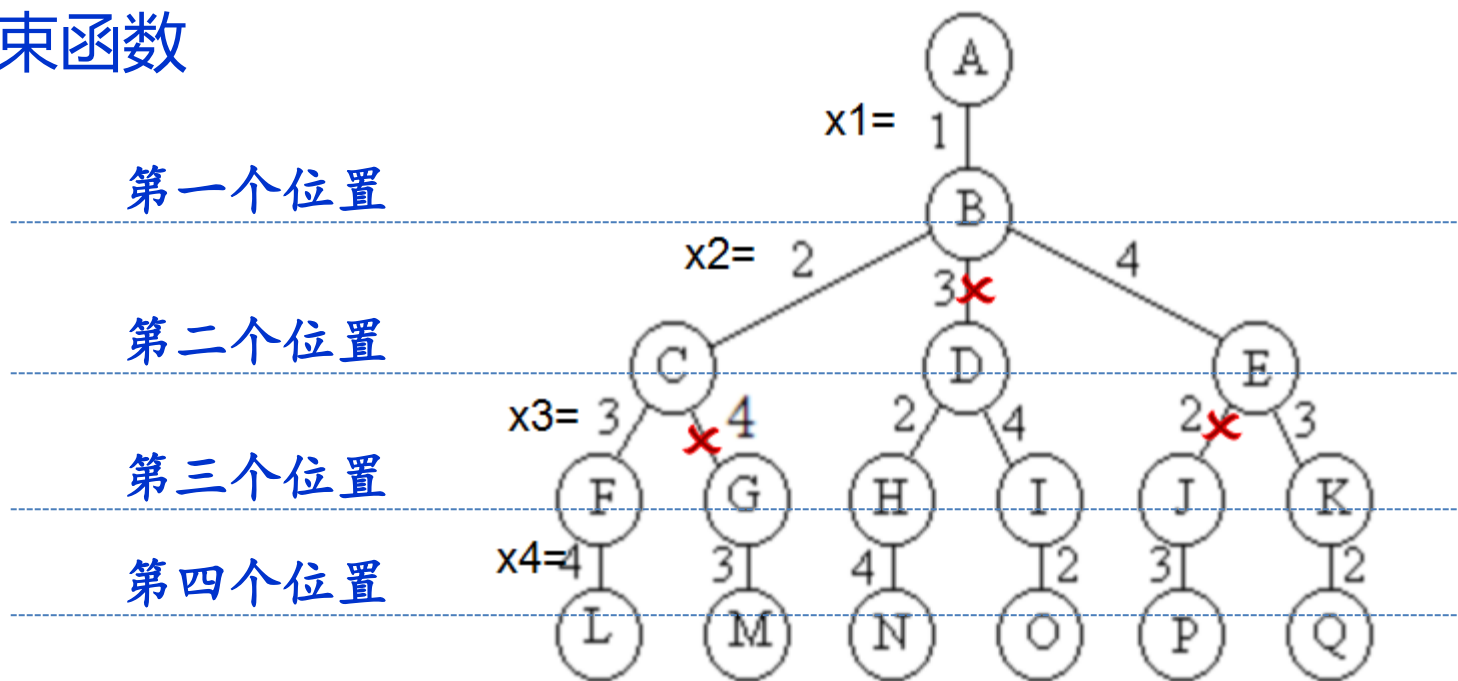 束函数
A
x1= 1
第一个位置
B
x2= 2 3 4
第二个位置
C D E
x3= 3 4 2 4 2 3
第三个位置
F G H I J K
x4=4 3 4 2 3 2
第四个位置
L M N O P Q